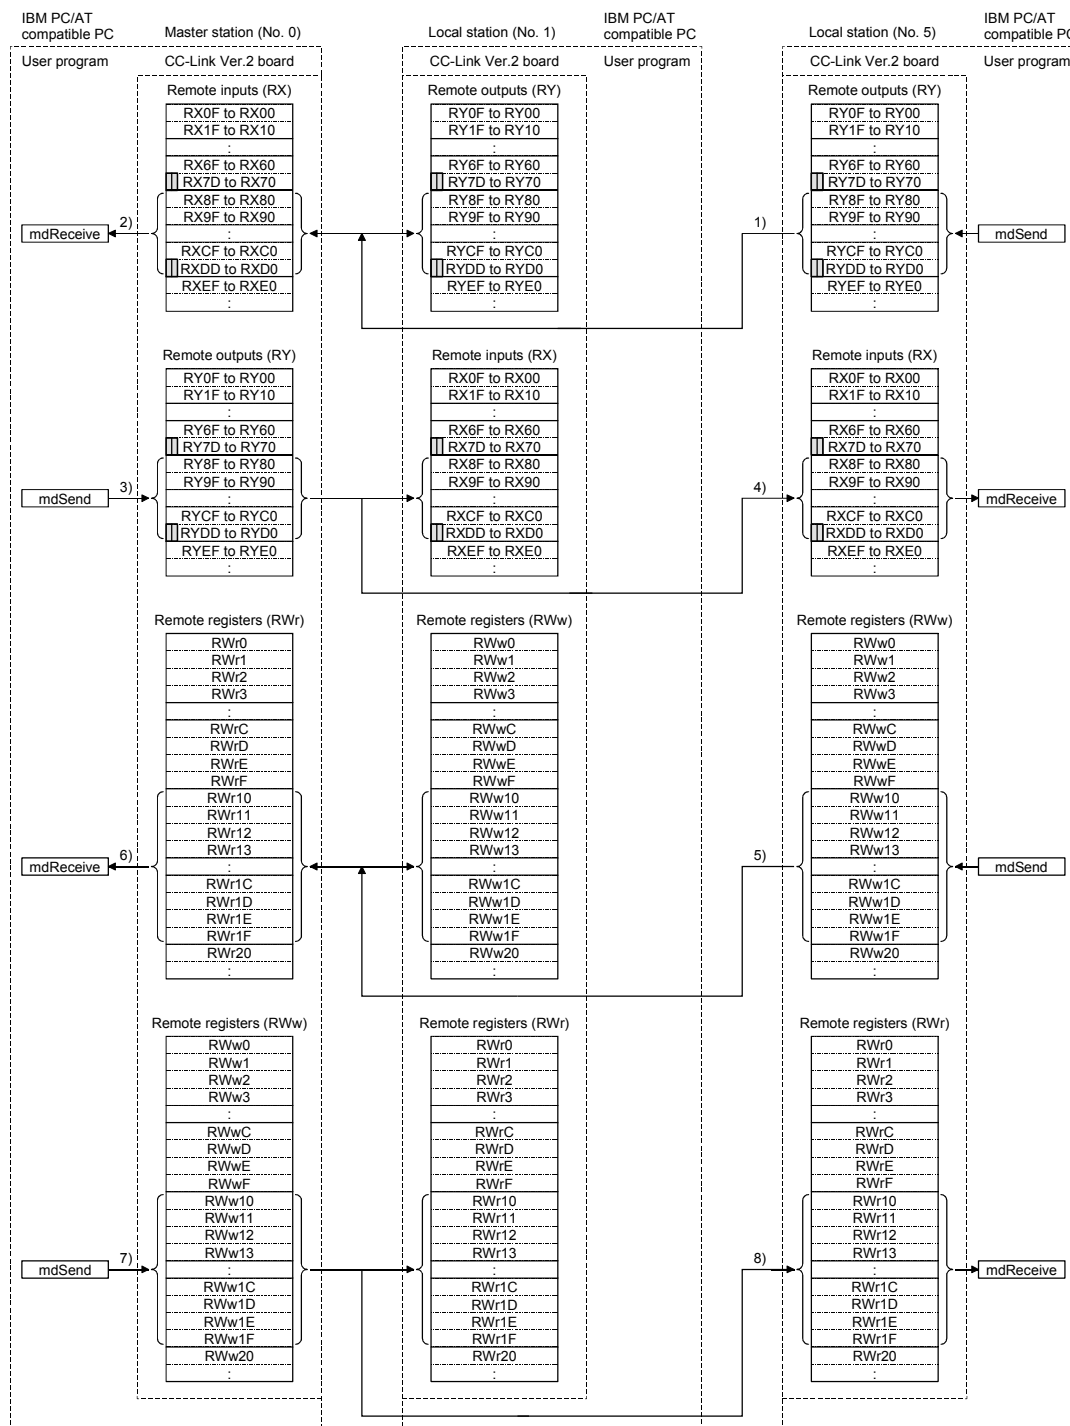 IBM PC/AT
compatible PC
Master station (No. 0)
Local station (No. 1)
IBM PC/AT
compatible PC
Local station (No. 5)
IBM PC/AT
User program
CC-Link Ver.2 board
CC-Link Ver.2 board
User program
CC-Link Ver.2 board
User program
Remote inputs (RX)
RX0F to RX00
RX1F to RX10
:
RX6F to RX60
RX7D to RX70
RX8F to RX80
RX9F to RX90
:
RXCF to RXC0
RXDD to RXD0
RXEF to RXE0
:
Remote outputs (RY)
RY0F to RY00
RY1F to RY10
:
RY6F to RY60
RY7D to RY70
RY8F to RY80
RY9F to RY90
:
RYCF to RYC0
RYDD to RYD0
RYEF to RYE0
:
Remote outputs (RY)
RY0F to RY00
RY1F to RY10
:
RY6F to RY60
RY7D to RY70
RY8F to RY80
RY9F to RY90
:
RYCF to RYC0
RYDD to RYD0
RYEF to RYE0
:
mdReceive
2)
1)
mdSend
Remote outputs (RY)
RY0F to RY00
RY1F to RY10
:
RY6F to RY60
RY7D to RY70
RY8F to RY80
RY9F to RY90
:
RYCF to RYC0
RYDD to RYD0
RYEF to RYE0
:
Remote inputs (RX)
RX0F to RX00
RX1F to RX10
:
RX6F to RX60
RX7D to RX70
RX8F to RX80
RX9F to RX90
:
RXCF to RXC0
RXDD to RXD0
RXEF to RXE0
:
Remote inputs (RX)
RX0F to RX00
RX1F to RX10
:
RX6F to RX60
RX7D to RX70
RX8F to RX80
RX9F to RX90
:
RXCF to RXC0
RXDD to RXD0
RXEF to RXE0
:
mdSend
3)
4)
mdReceive
Remote registers (RWr)
RWr0
RWr1
RWr2
RWr3
:
RWrC
RWrD
RWrE
RWrF
RWr10
RWr11
RWr12
RWr13
:
RWr1C
RWr1D
RWr1E
RWr1F
RWr20
:
Remote registers (RWw)
RWw0
RWw1
RWw2
RWw3
:
RWwC
RWwD
RWwE
RWwF
RWw10
RWw11
RWw12
RWw13
:
RWw1C
RWw1D
RWw1E
RWw1F
RWw20
:
Remote registers (RWw)
RWw0
RWw1
RWw2
RWw3
:
RWwC
RWwD
RWwE
RWwF
RWw10
RWw11
RWw12
RWw13
:
RWw1C
RWw1D
RWw1E
RWw1F
RWw20
:
mdReceive
6)
5)
mdSend
Remote registers (RWw)
RWw0
RWw1
RWw2
RWw3
:
RWwC
RWwD
RWwE
RWwF
RWw10
RWw11
RWw12
RWw13
:
RWw1C
RWw1D
RWw1E
RWw1F
RWw20
:
Remote registers (RWr)
RWr0
RWr1
RWr2
RWr3
:
RWrC
RWrD
RWrE
RWrF
RWr10
RWr11
RWr12
RWr13
:
RWr1C
RWr1D
RWr1E
RWr1F
RWr20
:
Remote registers (RWr)
RWr0
RWr1
RWr2
RWr3
:
RWrC
RWrD
RWrE
RWrF
RWr10
RWr11
RWr12
RWr13
:
RWr1C
RWr1D
RWr1E
RWr1F
RWr20
:
mdSend
7)
8)
mdReceive